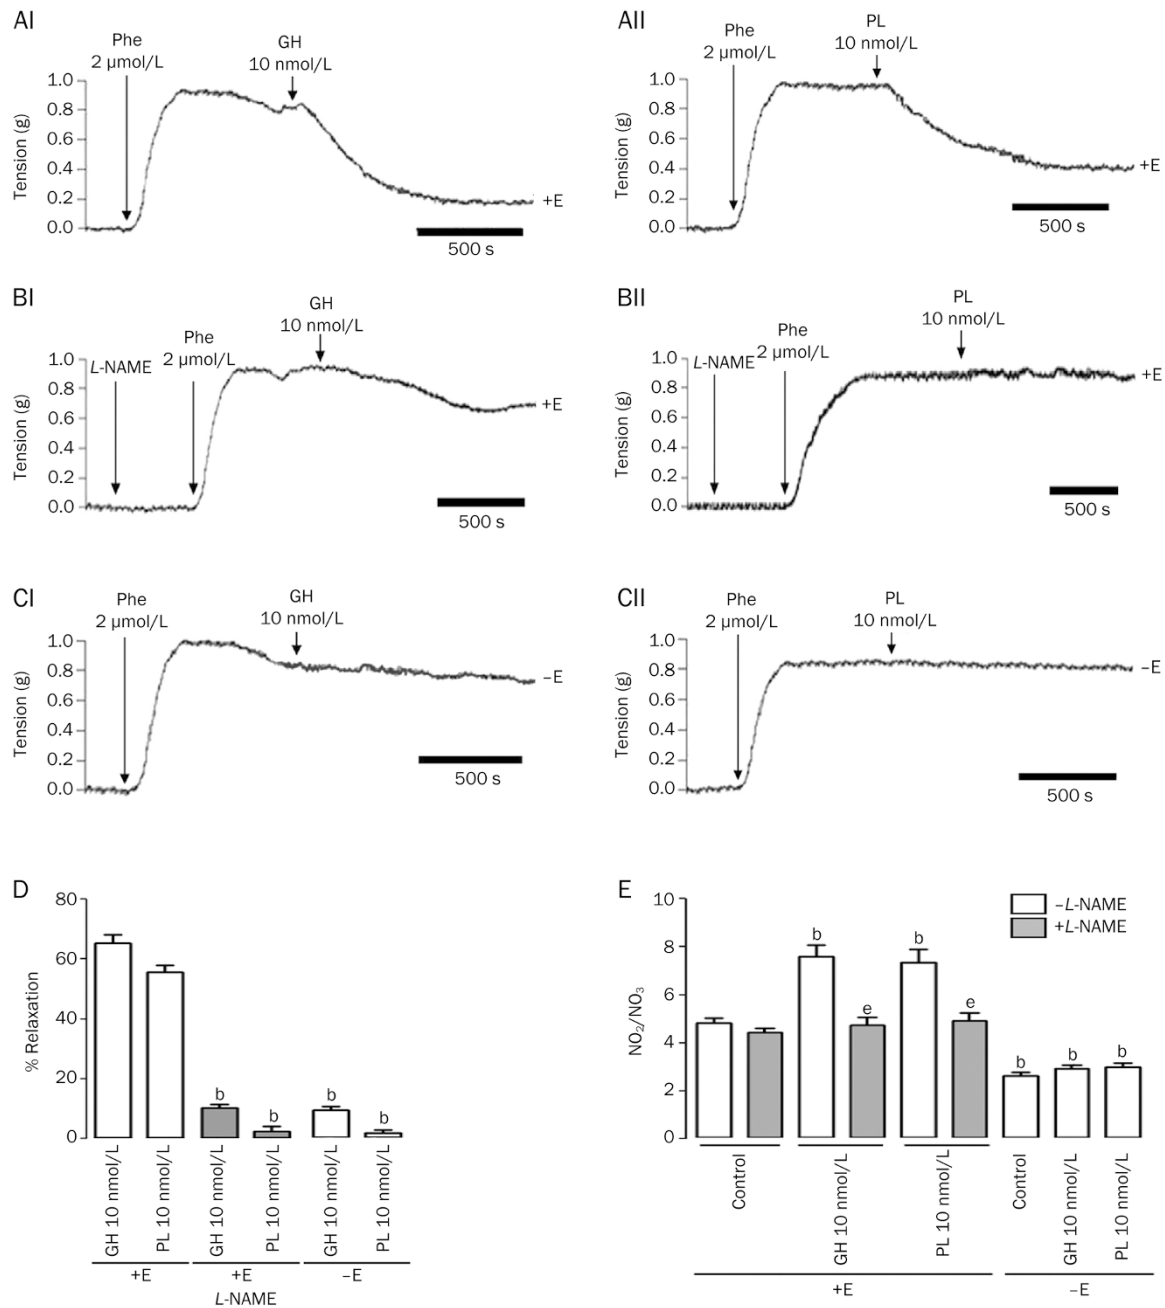 AI
Phe
2 µmol/L
GH
10 nmol/L
1.0
0.8
0.6
0.4
0.2
0.0
Tension (g)
+E
500 s
AII
Phe
2 µmol/L
PL
10 nmol/L
1.0
0.8
0.6
0.4
0.2
0.0
Tension (g)
+E
500 s
BI
L-NAME
Phe
2 µmol/L
GH
10 nmol/L
1.0
0.8
0.6
0.4
0.2
0.0
Tension (g)
+E
500 s
BII
L-NAME
Phe
2 µmol/L
PL
10 nmol/L
1.0
0.8
0.6
0.4
0.2
0.0
Tension (g)
+E
500 s
CI
Phe
2 µmol/L
GH
10 nmol/L
1.0
0.8
0.6
0.4
0.2
0.0
Tension (g)
–E
500 s
CII
Phe
2 µmol/L
PL
10 nmol/L
1.0
0.8
0.6
0.4
0.2
0.0
Tension (g)
–E
500 s
D
80
60
40
20
0
% Relaxation
b
b
b
b
GH 10 nmol/L
PL 10 nmol/L
GH 10 nmol/L
PL 10 nmol/L
GH 10 nmol/L
PL 10 nmol/L
+E
+E
–E
L-NAME
E
10
8
6
4
2
0
NO₂/NO₃
–L-NAME
+L-NAME
b
e
b
e
b
b
b
Control
GH 10 nmol/L
PL 10 nmol/L
Control
GH 10 nmol/L
PL 10 nmol/L
+E
–E